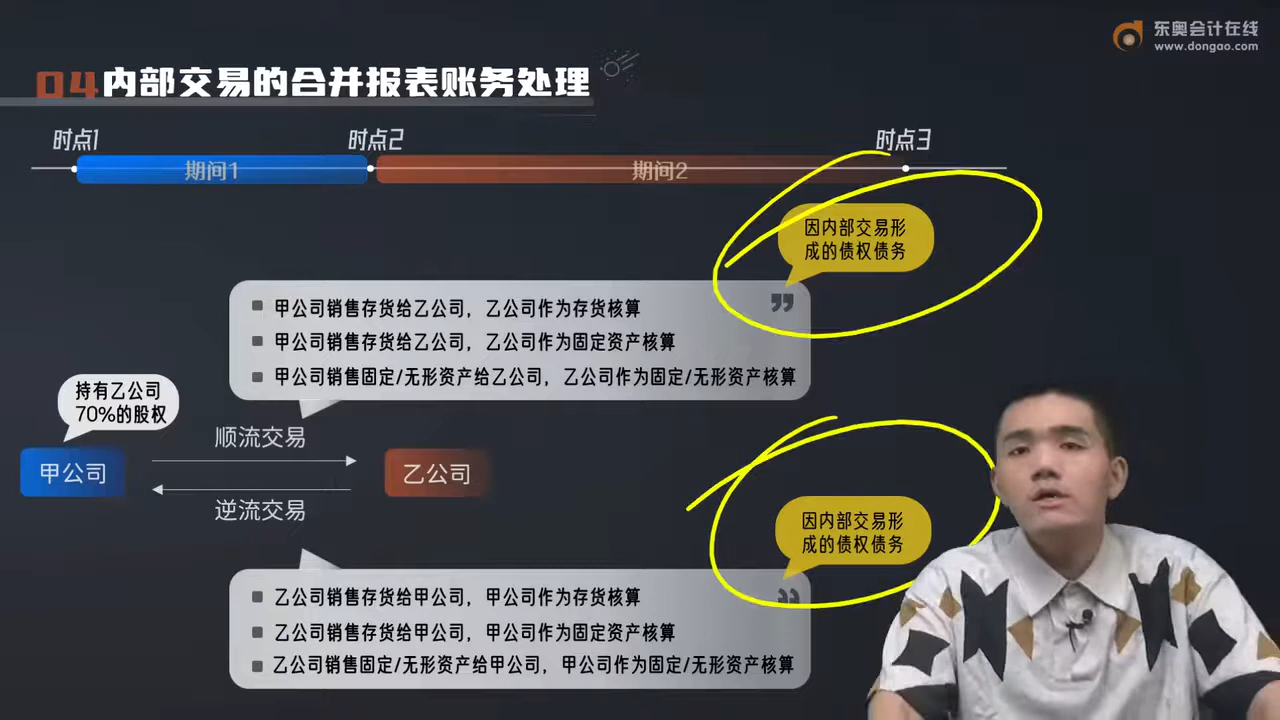 东奥会计在线
www.dongao.com
04内部交易的合并报表账务处理
时点1
时点2
时点3
期间1
期间2
因内部交易形
成的债权债务
甲公司销售存货给乙公司，乙公司作为存货核算
甲公司销售存货给乙公司，乙公司作为固定资产核算
甲公司销售固定/无形资产给乙公司，乙公司作为固定/无形资产核算
持有乙公司
70%的股权
顺流交易
甲公司
乙公司
逆流交易
因内部交易形
成的债权债务
乙公司销售存货给甲公司，甲公司作为存货核算
乙公司销售存货给甲公司，甲公司作为固定资产核算
乙公司销售固定/无形资产给甲公司，甲公司作为固定/无形资产核算